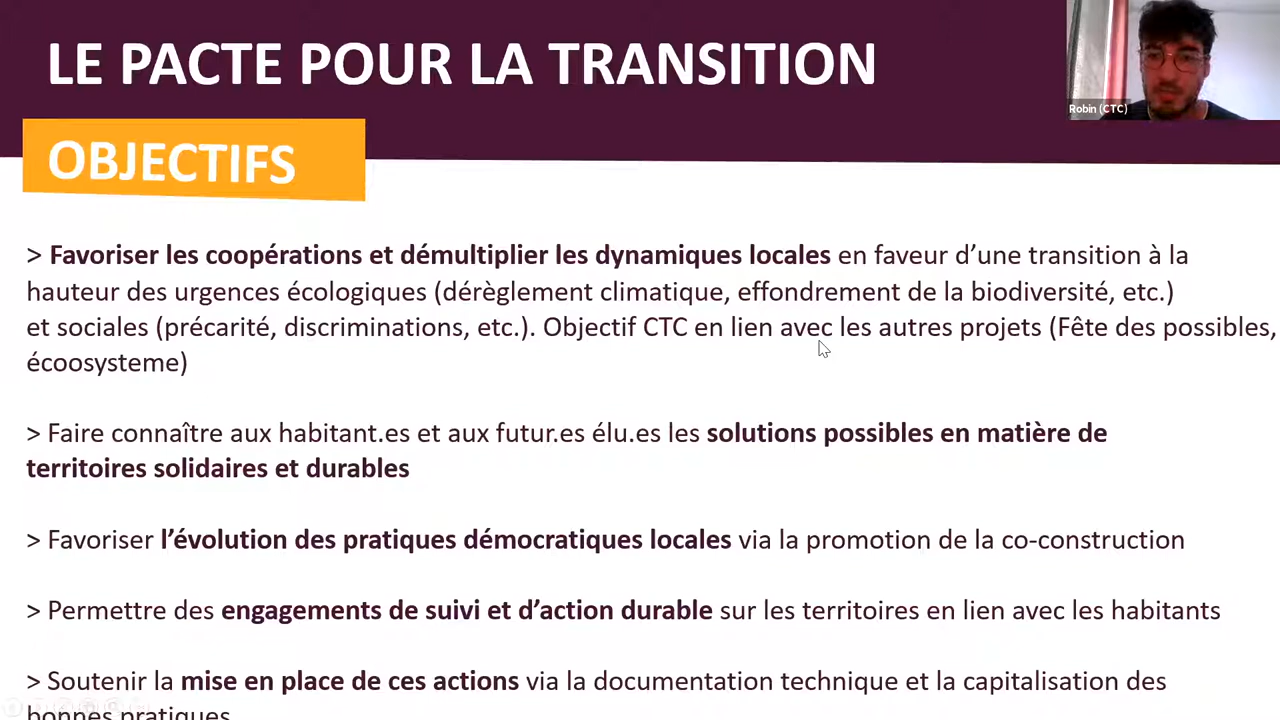 LE PACTE POUR LA TRANSITION
Robin (CTC)
OBJECTIFS
> Favoriser les coopérations et démultiplier les dynamiques locales en faveur d’une transition à la
hauteur des urgences écologiques (dérèglement climatique, effondrement de la biodiversité, etc.)
et sociales (précarité, discriminations, etc.). Objectif CTC en lien avec les autres projets (Fête des possibles,
écoosysteme)
> Faire connaître aux habitant.es et aux futur.es élu.es les solutions possibles en matière de
territoires solidaires et durables
> Favoriser l’évolution des pratiques démocratiques locales via la promotion de la co-construction
> Permettre des engagements de suivi et d’action durable sur les territoires en lien avec les habitants
> Soutenir la mise en place de ces actions via la documentation technique et la capitalisation des
bonnes pratiques